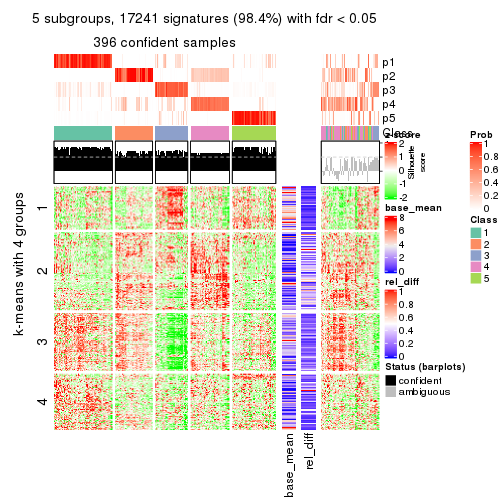 5 subgroups, 17241 signatures (98.4%) with fdr < 0.05
396 confident samples
p1
p2
p3
p4
p5
Class
z-score
2
1
0
-1
-2
Silhouette
score
Prob
1
0.8
0.6
0.4
0.2
0
base_mean
8
6
4
2
0
Class
1
2
3
4
5
rel_diff
1
0.8
0.6
0.4
0.2
0
Status (barplots)
confident
ambiguous
k-means with 4 groups
1
2
3
4
base_mean
rel_diff